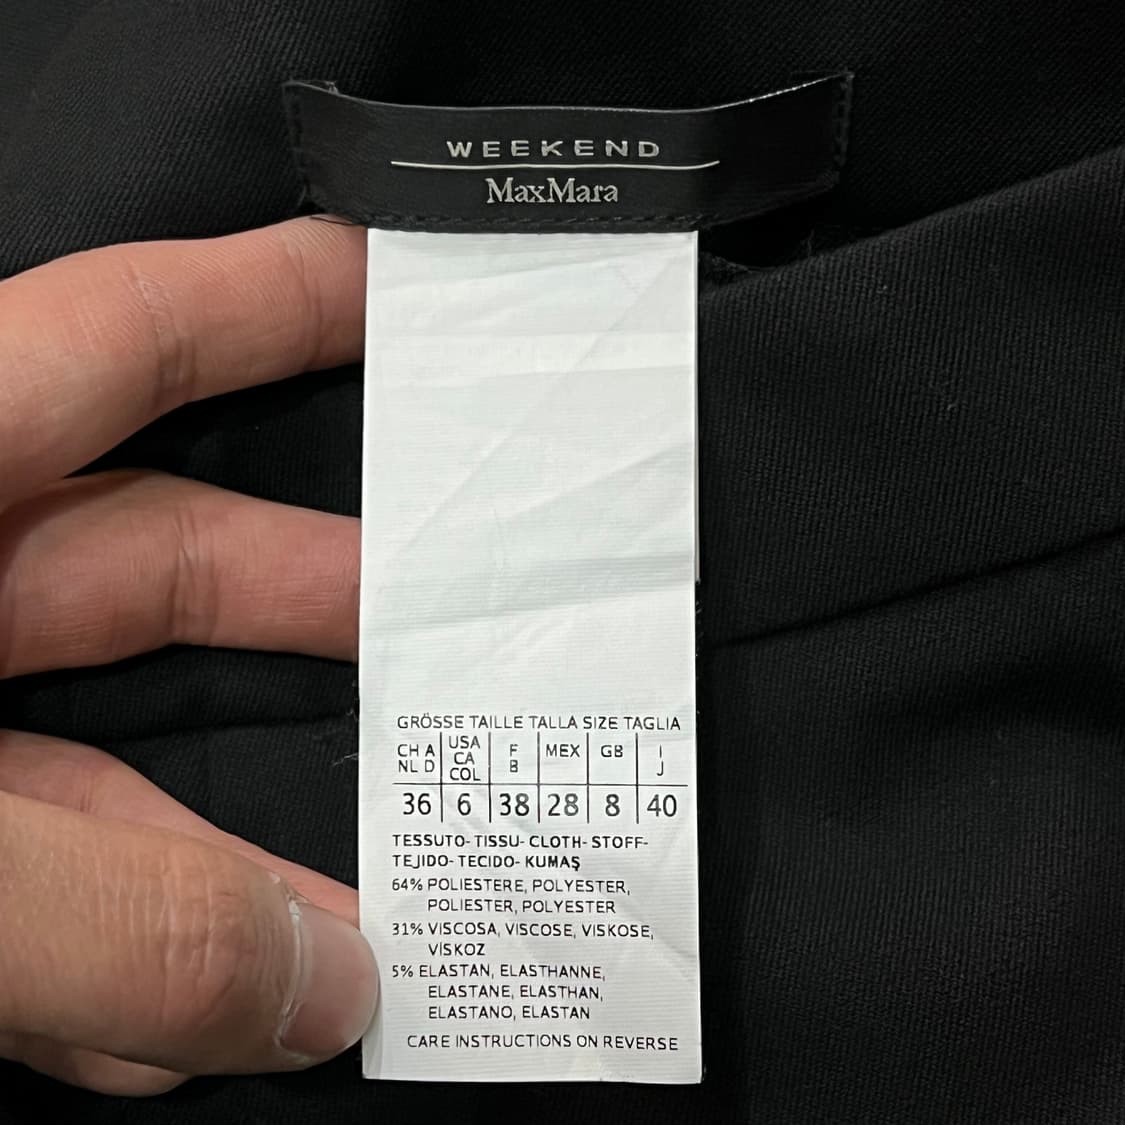 WEEKEND
MaxMara
GRÖSSE TAILLE TALLA SIZE TAGLIA
CH A NL D USA CA COL F B MEX GB I J
36 6 38 28 8 40
TESSUTO-TISSU-CLOTH-STOFF-
TEJIDO-TECIDO-KUMAŞ
64% POLIESTERE, POLYESTER,
POLIESTER, POLYESTER
31% VISCOSA, VISCOSE, VISKOSE,
VİSKOZ
5% ELASTAN, ELASTHANNE,
ELASTANE, ELASTHAN,
ELASTANO, ELASTAN
CARE INSTRUCTIONS ON REVERSE